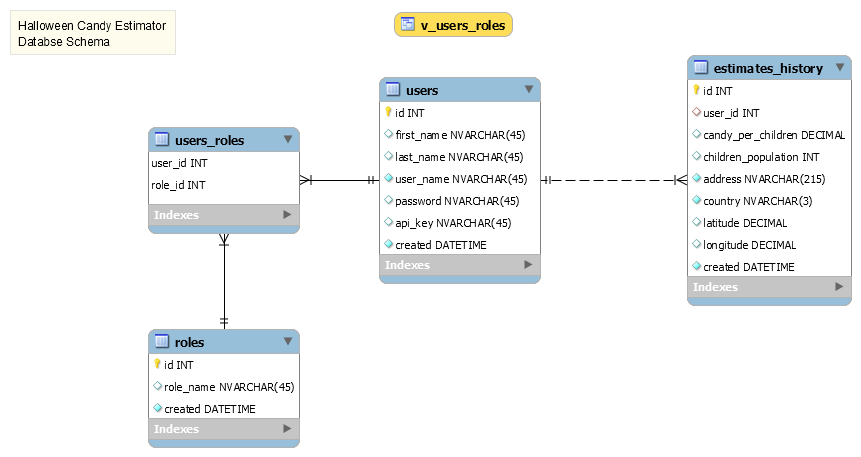 Halloween Candy Estimator
Databse Schema
v_users_roles
users
id INT
first_name NVARCHAR(45)
last_name NVARCHAR(45)
user_name NVARCHAR(45)
password NVARCHAR(45)
api_key NVARCHAR(45)
created DATETIME
Indexes
estimates_history
id INT
user_id INT
candy_per_children DECIMAL
children_population INT
address NVARCHAR(215)
country NVARCHAR(3)
latitude DECIMAL
longitude DECIMAL
created DATETIME
Indexes
users_roles
user_id INT
role_id INT
Indexes
roles
id INT
role_name NVARCHAR(45)
created DATETIME
Indexes